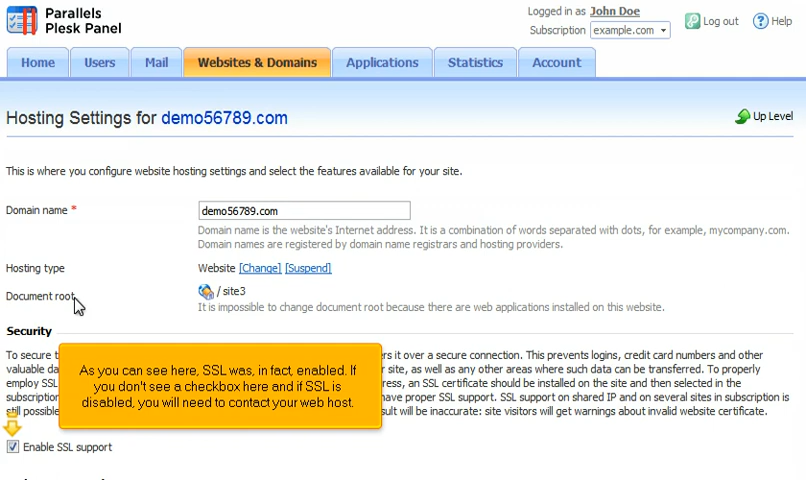 Parallels
Plesk Panel
Logged in as John Doe
Subscription example.com
Log out
Help
Home
Users
Mail
Websites & Domains
Applications
Statistics
Account
Hosting Settings for demo56789.com
Up Level
This is where you configure website hosting settings and select the features available for your site.
Domain name *
demo56789.com
Domain name is the website's Internet address. It is a combination of words separated with dots, for example, mycompany.com.
Domain names are registered by domain name registrars and hosting providers.
Hosting type
Website [Change] [Suspend]
Document root
/ site3
It is impossible to change document root because there are web applications installed on this website.
Security
To secure t
ers it over a secure connection. This prevents logins, credit card numbers and other
valuable da
r site, as well as any other areas where such data can be transferred. To properly
employ SSL
ress, an SSL certificate should be installed on the site and then selected in the
subscription
have proper SSL support. SSL support on shared IP and on several sites in subscription is
still possible
sult will be inaccurate: site visitors will get warnings about invalid website certificate.
As you can see here, SSL was, in fact, enabled. If
you don't see a checkbox here and if SSL is
disabled, you will need to contact your web host.
Enable SSL support